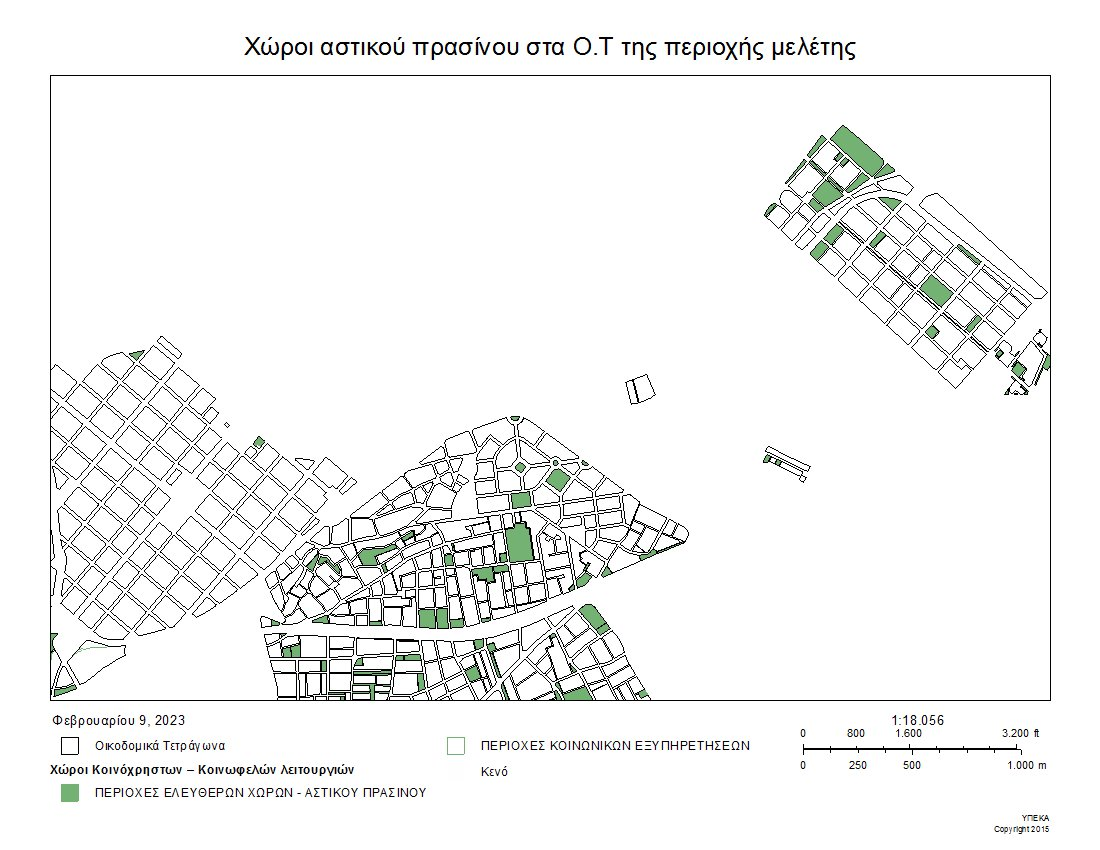 Χώροι αστικού πρασίνου στα Ο.Τ της περιοχής μελέτης
Φεβρουαρίου 9, 2023
Οικοδομικά Τετράγωνα
Χώροι Κοινόχρηστων – Κοινωφελών λειτουργιών
ΠΕΡΙΟΧΕΣ ΕΛΕΥΘΕΡΩΝ ΧΩΡΩΝ - ΑΣΤΙΚΟΥ ΠΡΑΣΙΝΟΥ
ΠΕΡΙΟΧΕΣ ΚΟΙΝΩΝΙΚΩΝ ΕΞΥΠΗΡΕΤΗΣΕΩΝ
Κενό
1:18.056
0 800 1.600 3.200 ft
0 250 500 1.000 m
ΥΠΕΚΑ
Copyright 2015